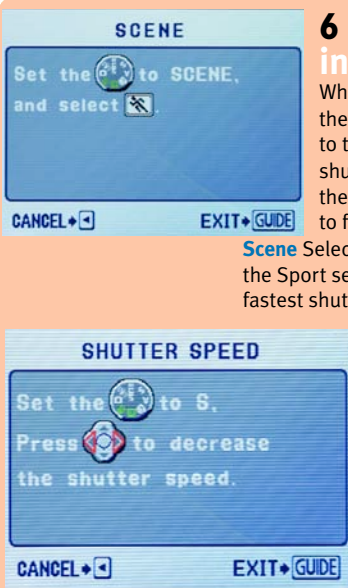 SCENE
Set the to SCENE,
and select
CANCEL EXIT GUIDE
6
in
Wh
the
to t
shu
the
to f
Scene Selec
the Sport se
fastest shut
SHUTTER SPEED
Set the to S,
Press to decrease
the shutter speed.
CANCEL EXIT GUIDE